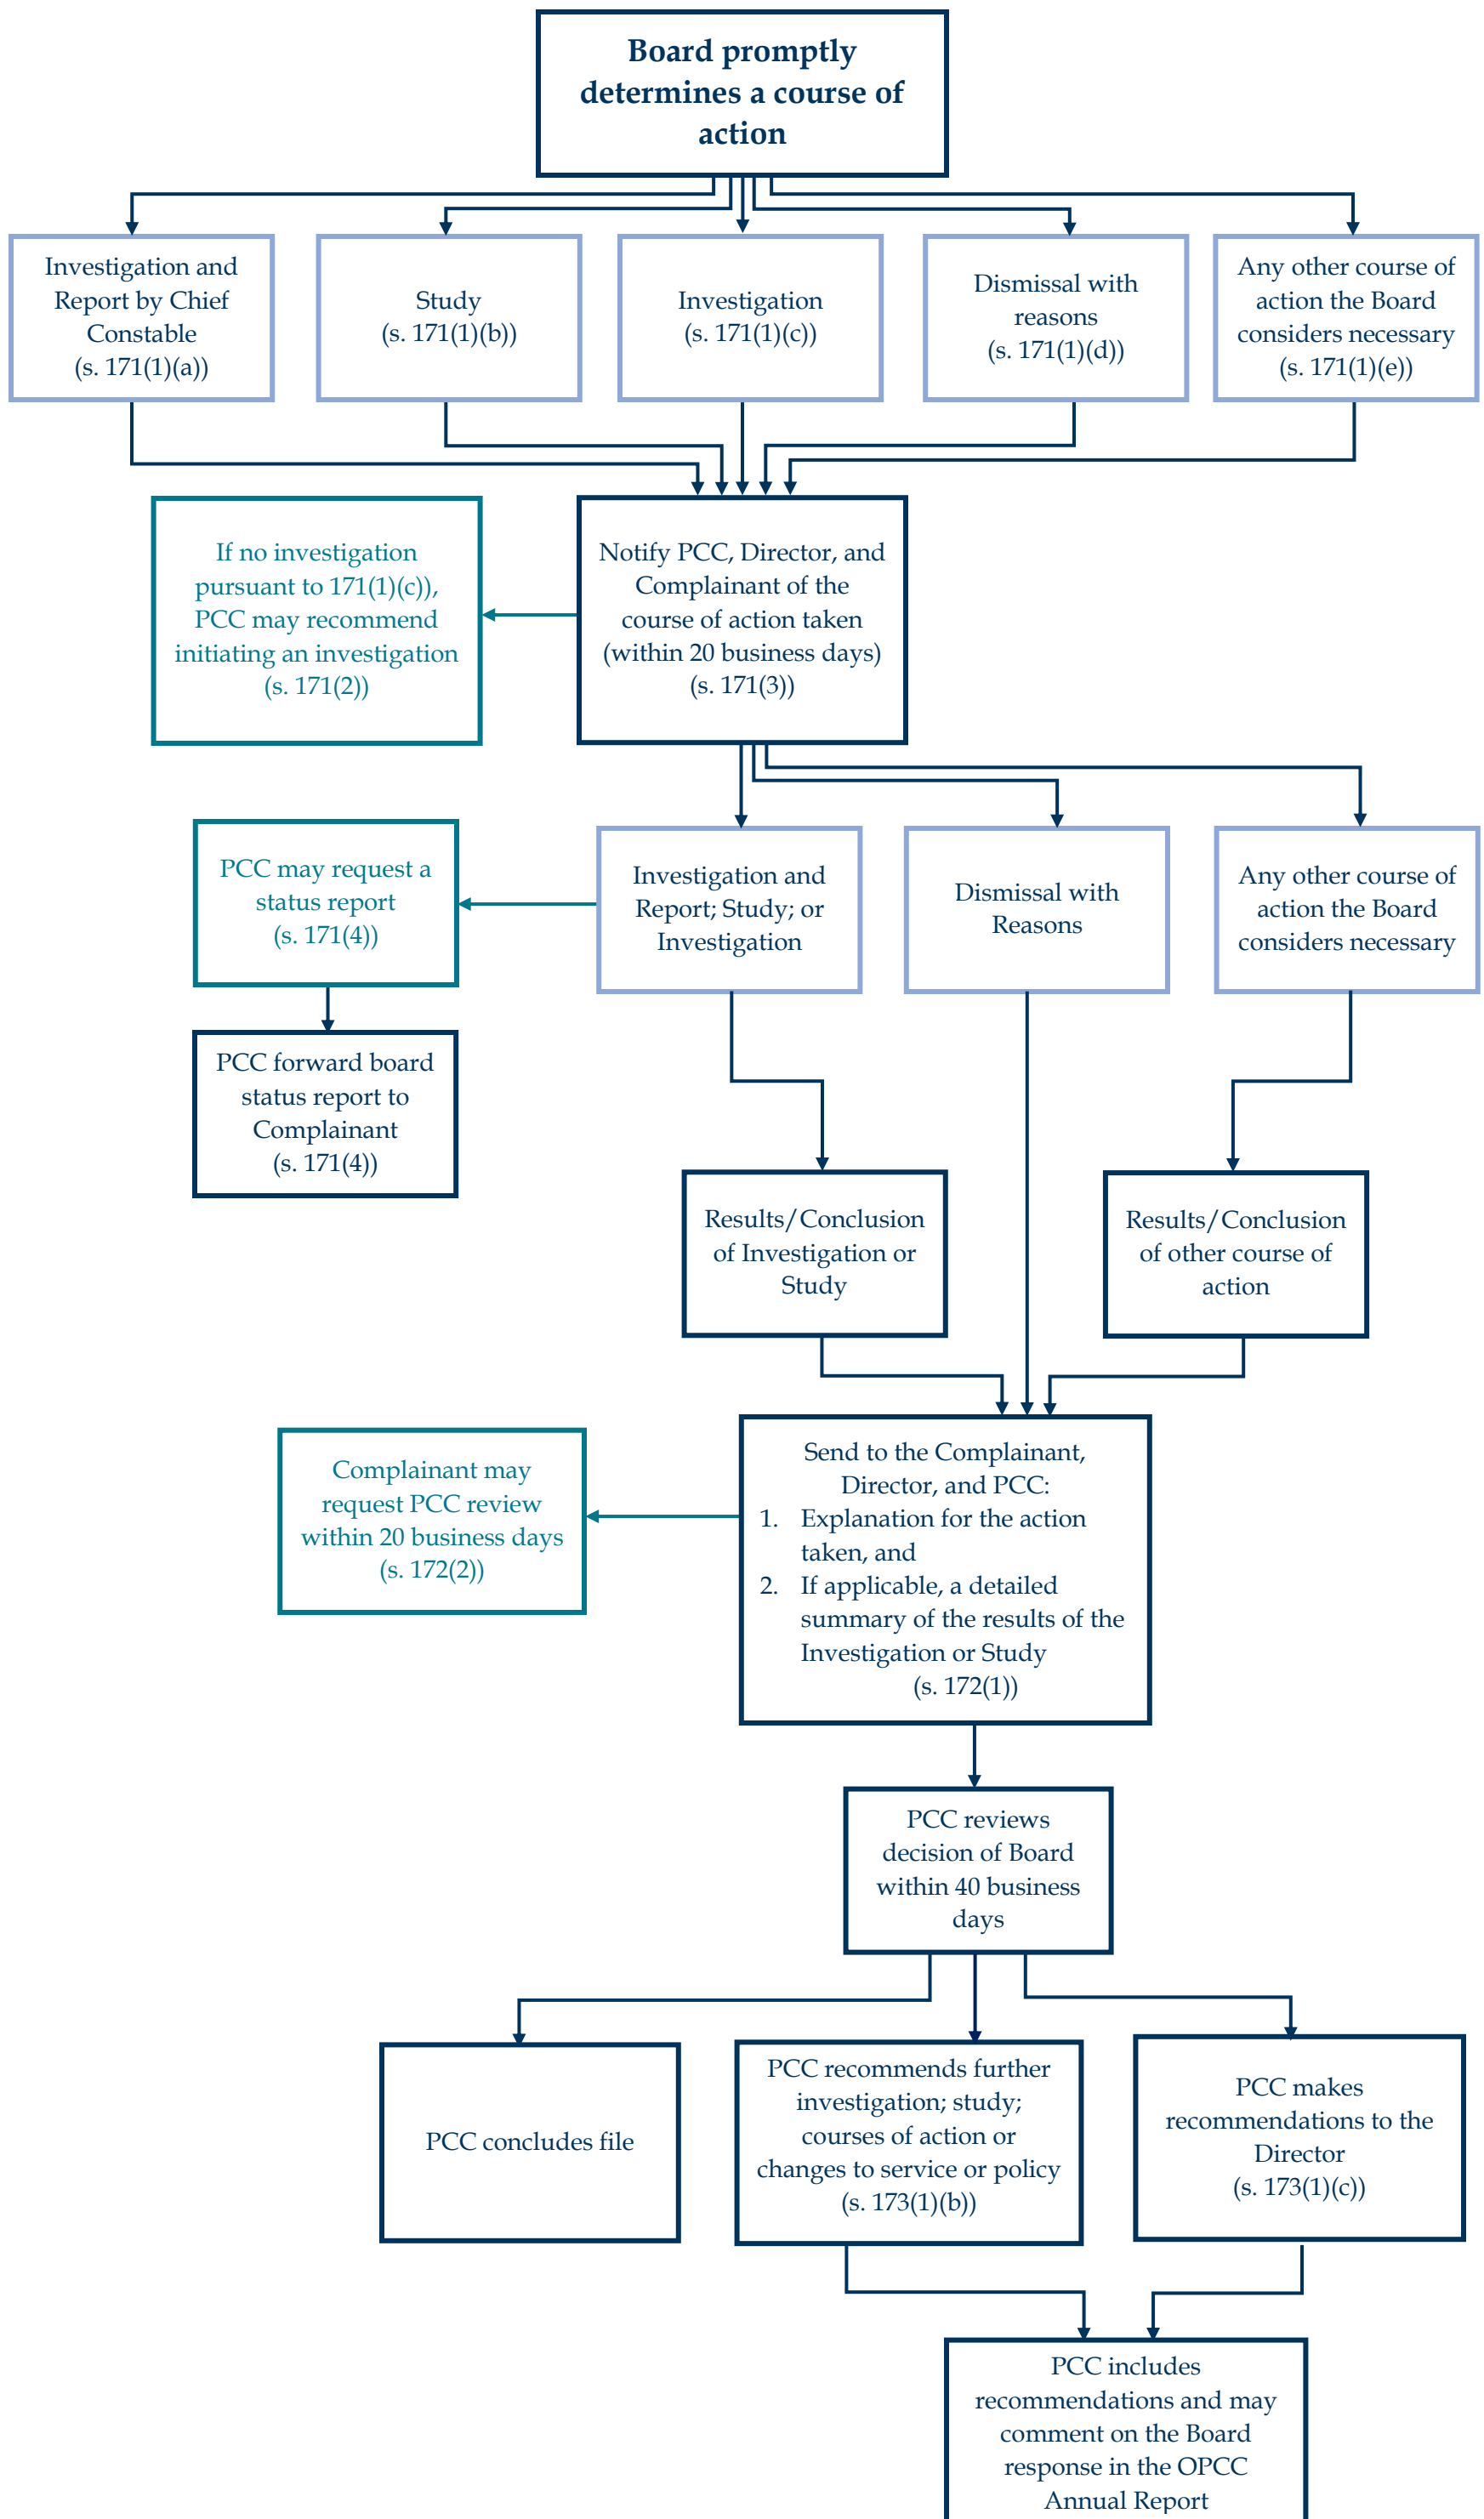 Board promptly
determines a course of
action
Investigation and
Report by Chief
Constable
(s. 171(1)(a))
Study
(s. 171(1)(b))
Investigation
(s. 171(1)(c))
Dismissal with
reasons
(s. 171(1)(d))
Any other course of
action the Board
considers necessary
(s. 171(1)(e))
If no investigation
pursuant to 171(1)(c)),
PCC may recommend
initiating an investigation
(s. 171(2))
Notify PCC, Director, and
Complainant of the
course of action taken
(within 20 business days)
(s. 171(3))
PCC may request a
status report
(s. 171(4))
Investigation and
Report; Study; or
Investigation
Dismissal with
Reasons
Any other course of
action the Board
considers necessary
PCC forward board
status report to
Complainant
(s. 171(4))
Results/Conclusion
of Investigation or
Study
Results/Conclusion
of other course of
action
Complainant may
request PCC review
within 20 business days
(s. 172(2))
Send to the Complainant,
Director, and PCC:
1. Explanation for the action
taken, and
2. If applicable, a detailed
summary of the results of the
Investigation or Study
(s. 172(1))
PCC reviews
decision of Board
within 40 business
days
PCC concludes file
PCC recommends further
investigation; study;
courses of action or
changes to service or policy
(s. 173(1)(b))
PCC makes
recommendations to the
Director
(s. 173(1)(c))
PCC includes
recommendations and may
comment on the Board
response in the OPCC
Annual Report